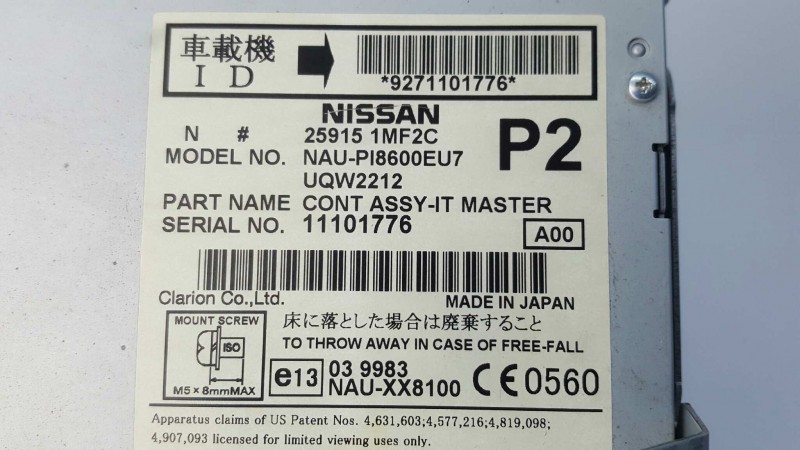 車載機
I D
*9271101776*
NISSAN
N # 25915 1MF2C
P2
MODEL NO. NAU-PI8600EU7
UQW2212
PART NAME CONT ASSY-IT MASTER
SERIAL NO. 11101776
A00
Clarion Co.,Ltd. MADE IN JAPAN
MOUNT SCREW
ISO
M5×8mmMAX
床に落とした場合は廃棄すること
TO THROW AWAY IN CASE OF FREE-FALL
e13 03 9983
NAU-XX8100
CE0560
Apparatus claims of US Patent Nos. 4,631,603;4,577,216;4,819,098;
4,907,093 licensed for limited viewing uses only.